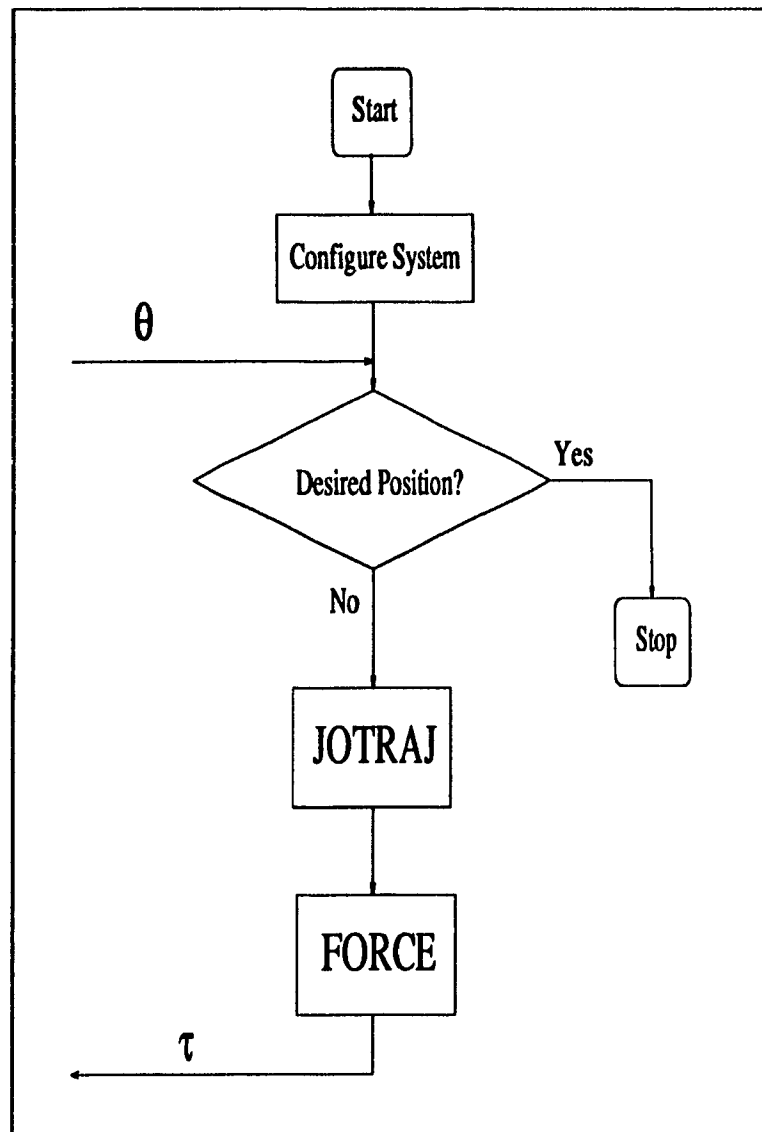 Start
Configure System
θ
Desired Position?
Yes
No
Stop
JOTRAJ
FORCE
τ